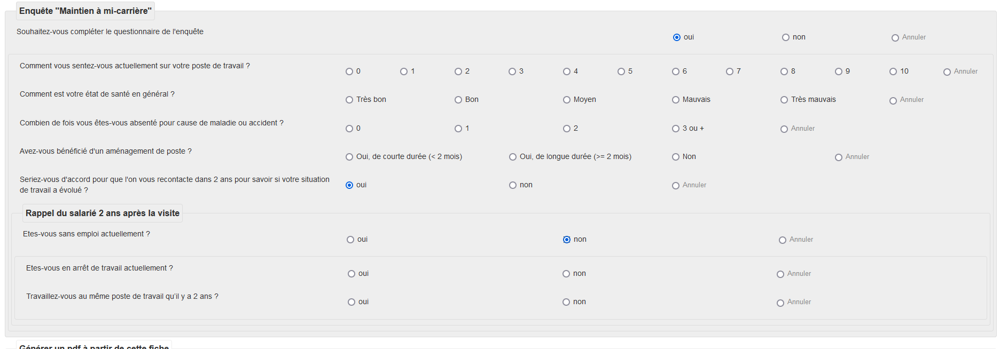 Enquête "Maintien à mi-carrière"
Souhaitez-vous compléter le questionnaire de l'enquête
oui non Annuler
Comment vous sentez-vous actuellement sur votre poste de travail ?
0 1 2 3 4 5 6 7 8 9 10 Annuler
Comment est votre état de santé en général ?
Très bon Bon Moyen Mauvais Très mauvais Annuler
Combien de fois vous êtes-vous absenté pour cause de maladie ou accident ?
0 1 2 3 ou + Annuler
Avez-vous bénéficié d'un aménagement de poste ?
Oui, de courte durée (< 2 mois) Oui, de longue durée (>= 2 mois) Non Annuler
Seriez-vous d'accord pour que l'on vous recontacte dans 2 ans pour savoir si votre situation
de travail a évolué ?
oui non Annuler
Rappel du salarié 2 ans après la visite
Etes-vous sans emploi actuellement ?
oui non Annuler
Etes-vous en arrêt de travail actuellement ?
oui non Annuler
Travaillez-vous au même poste de travail qu'il y a 2 ans ?
oui non Annuler
Générer un pdf à partir de cette fiche